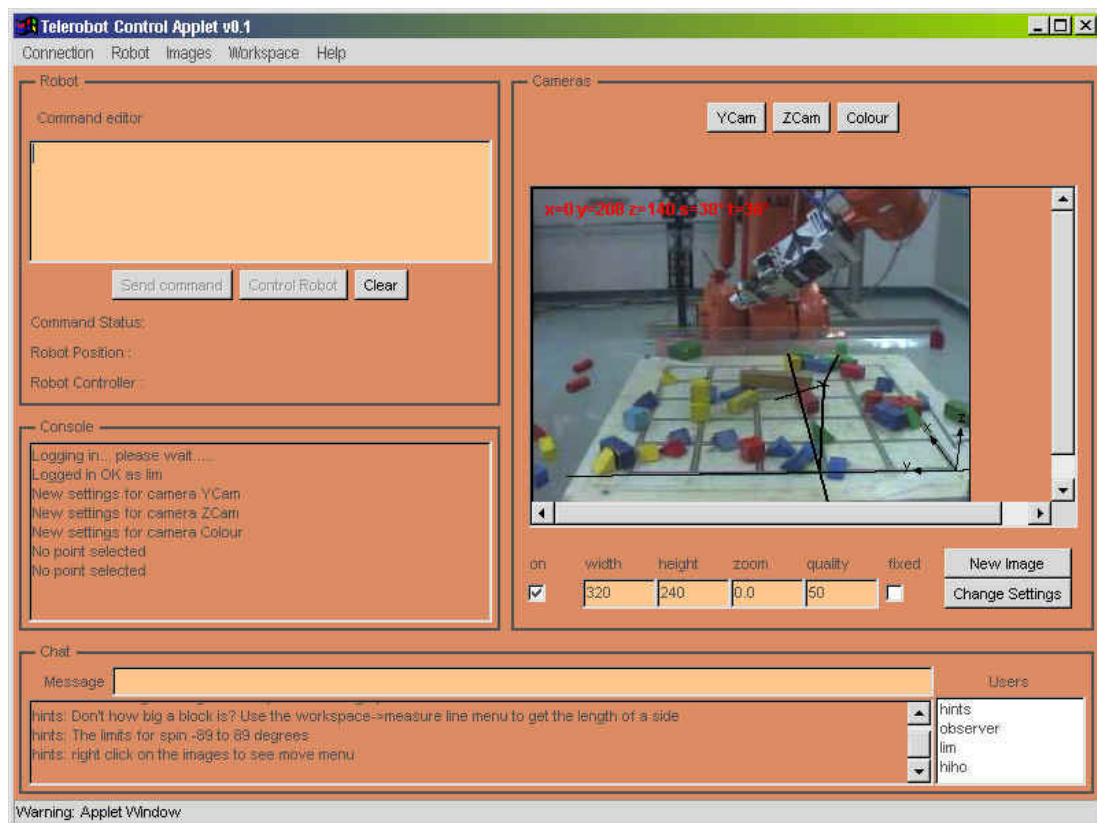 Telerobot Control Applet v0.1
Connection Robot Images Workspace Help
Robot
Command editor
Send command Control Robot Clear
Command Status:
Robot Position :
Robot Controller :
Console
Logging in... please wait.....
Logged in OK as lim
New settings for camera YCam
New settings for camera ZCam
New settings for camera Colour
No point selected
No point selected
Cameras
YCam ZCam Colour
x=0 y=208 z=140 s=38° t=36°
x
z
y
on width height zoom quality fixed
320 240 0.0 50
New Image
Change Settings
Chat
Message
hints: Don't how big a block is? Use the workspace->measure line menu to get the length of a side
hints: The limits for spin -89 to 89 degrees
hints: right click on the images to see move menu
Users
hints
observer
lim
hiho
Warning: Applet Window